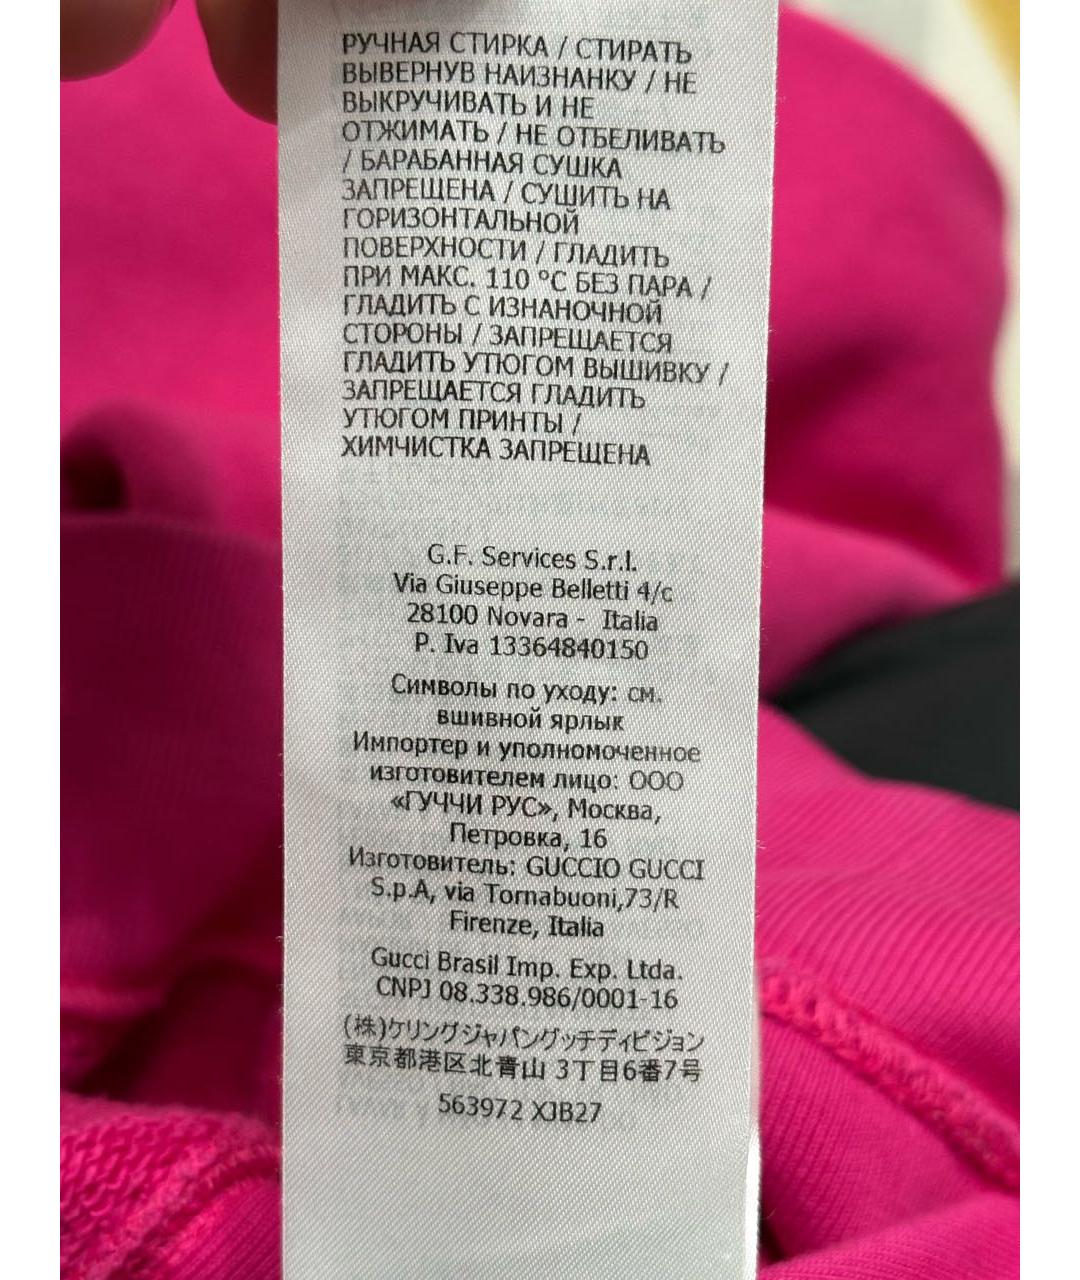 РУЧНАЯ СТИРКА / СТИРАТЬ
ВЫВЕРНУВ НАИЗНАНКУ / НЕ
ВЫКРУЧИВАТЬ И НЕ
ОТЖИМАТЬ / НЕ ОТБЕЛИВАТЬ
/ БАРАБАННАЯ СУШКА
ЗАПРЕЩЕНА / СУШИТЬ НА
ГОРИЗОНТАЛЬНОЙ
ПОВЕРХНОСТИ / ГЛАДИТЬ
ПРИ МАКС. 110 °C БЕЗ ПАРА /
ГЛАДИТЬ С ИЗНАНОЧНОЙ
СТОРОНЫ / ЗАПРЕЩАЕТСЯ
ГЛАДИТЬ УТЮГОМ ВЫШИВКУ /
ЗАПРЕЩАЕТСЯ ГЛАДИТЬ
УТЮГОМ ПРИНТЫ /
ХИМЧИСТКА ЗАПРЕЩЕНА
G.F. Services S.r.l.
Via Giuseppe Belletti 4/c
28100 Novara - Italia
P. Iva 13364840150
Символы по уходу: см.
вшивной ярлык
Импортер и уполномоченное
изготовителем лицо: ООО
«ГУЧЧИ РУС», Москва,
Петровка, 16
Изготовитель: GUCCIO GUCCI
S.p.A, via Tornabuoni,73/R
Firenze, Italia
Gucci Brasil Imp. Exp. Ltda.
CNPJ 08.338.986/0001-16
(株)ケリングジャパングッチディビジョン
東京都港区北青山 3丁目6番7号
563972 XJB27